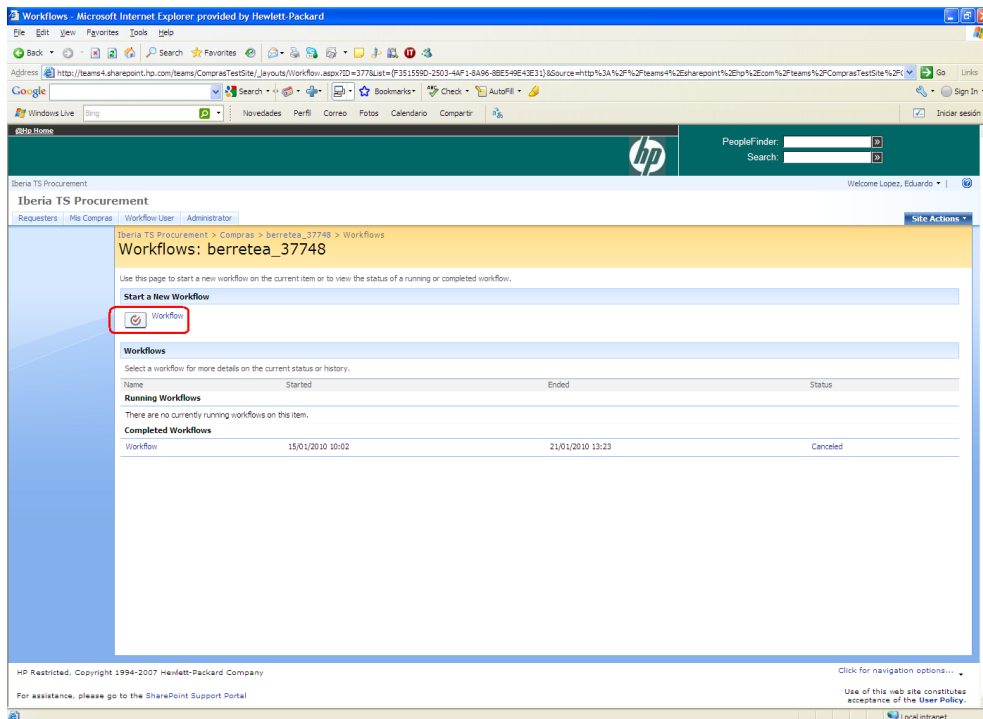 Workflows - Microsoft Internet Explorer provided by Hewlett-Packard
File Edit View Favorites Tools Help
Back Search Favorites
Address http://teams4.sharepoint.hp.com/teams/ComprasTestSite/_layouts/Workflow.aspx?ID=377&List={F351559D-2503-4AF1-8A96-8BE549E43E31}&Source=http%3A%2F%2Fteams4%2Esharepoint%2Ehp%2Ecom%2Fteams%2FComprasTestSite%2F Go Links
Google Search Bookmarks Check AutoFill Sign In
Windows Live Bing Novedades Perfil Correo Fotos Calendario Compartir Iniciar sesión
@Hp Home
hp
PeopleFinder:
Search:
Iberia TS Procurement Welcome Lopez, Eduardo
Iberia TS Procurement
Requesters Mis Compras Workflow User Administrator Site Actions
Iberia TS Procurement > Compras > berretea_37748 > Workflows
Workflows: berretea_37748
Use this page to start a new workflow on the current item or to view the status of a running or completed workflow.
Start a New Workflow
Workflow
Workflows
Select a workflow for more details on the current status or history.
Name Started Ended Status
Running Workflows
There are no currently running workflows on this item.
Completed Workflows
Workflow 15/01/2010 10:02 21/01/2010 13:23 Canceled
HP Restricted, Copyright 1994-2007 Hewlett-Packard Company
Click for navigation options...
For assistance, please go to the SharePoint Support Portal
Use of this web site constitutes
acceptance of the User Policy.
Local intranet